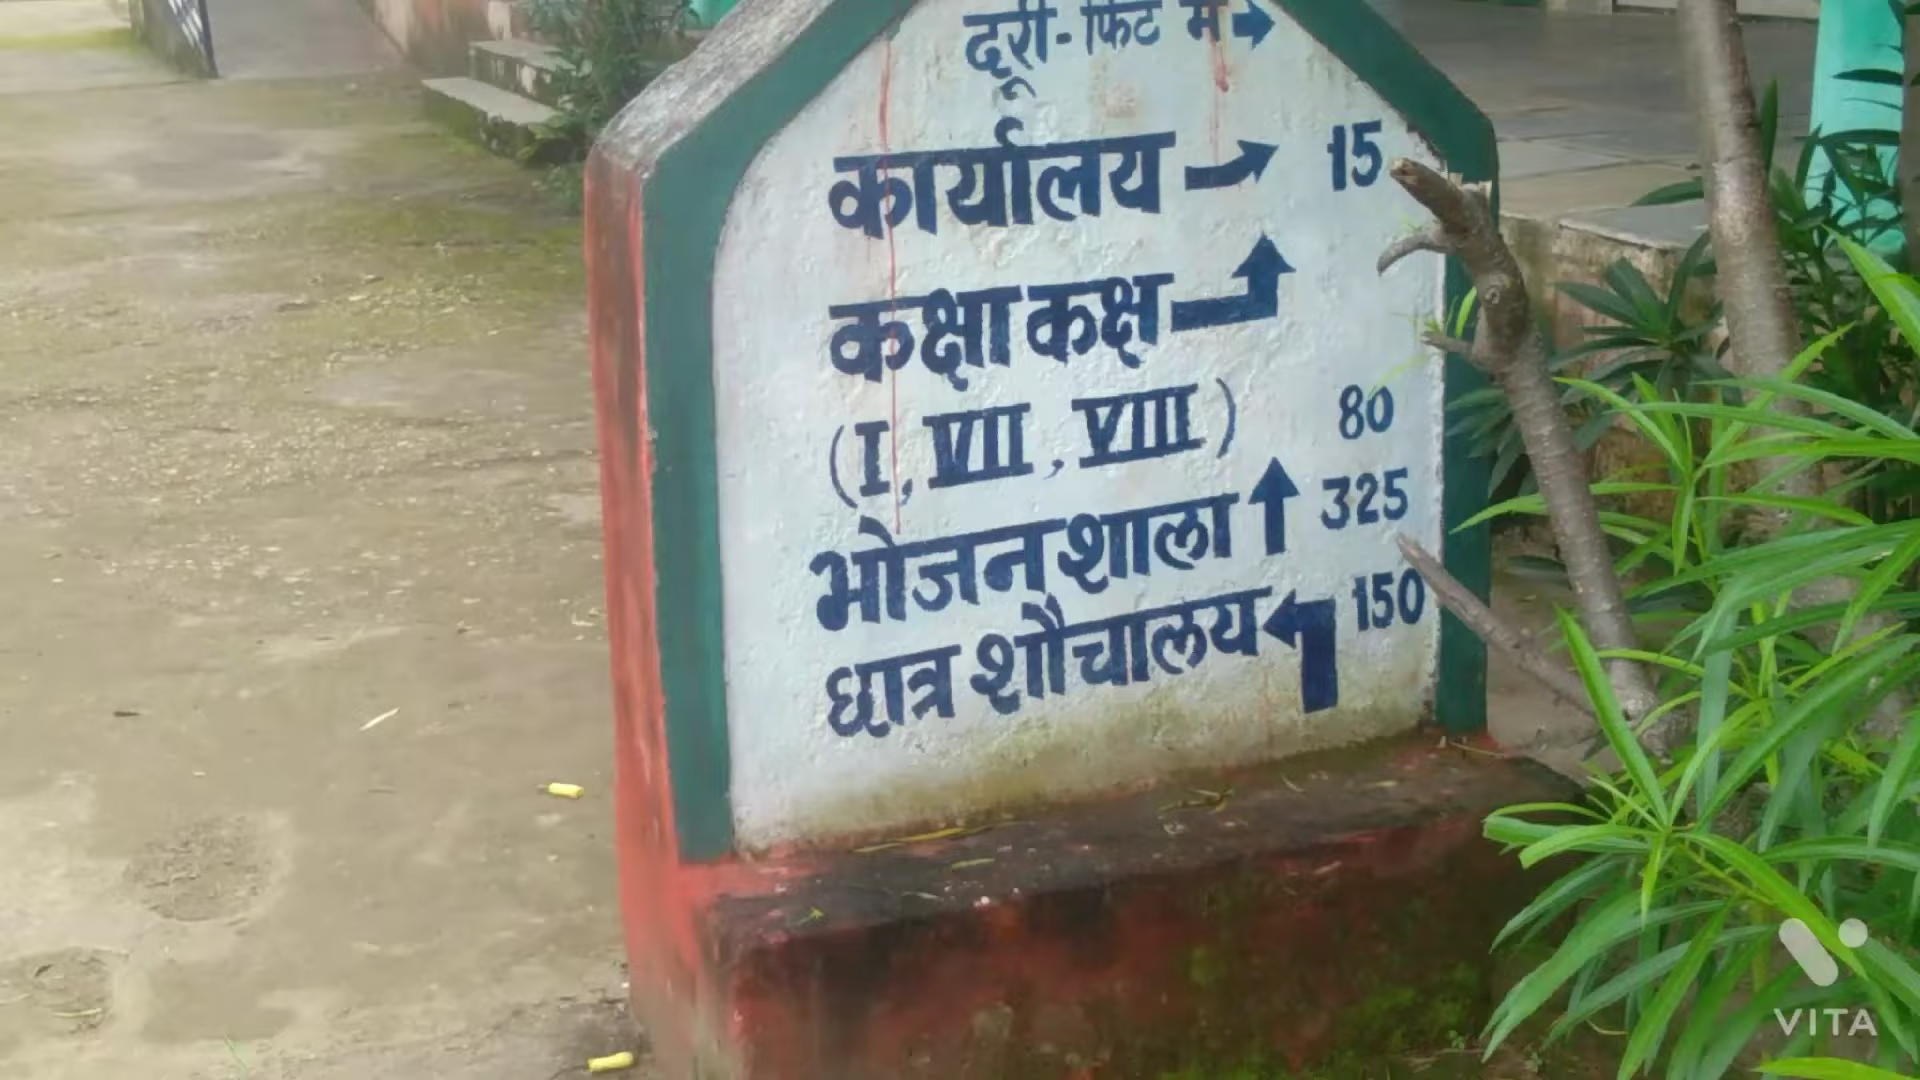 दूरी-फिट में →
कार्यालय → 15
कक्षा कक्ष
(I, VII, VIII) 80
भोजनशाला ↑ 325
छात्र शौचालय 150
VITA